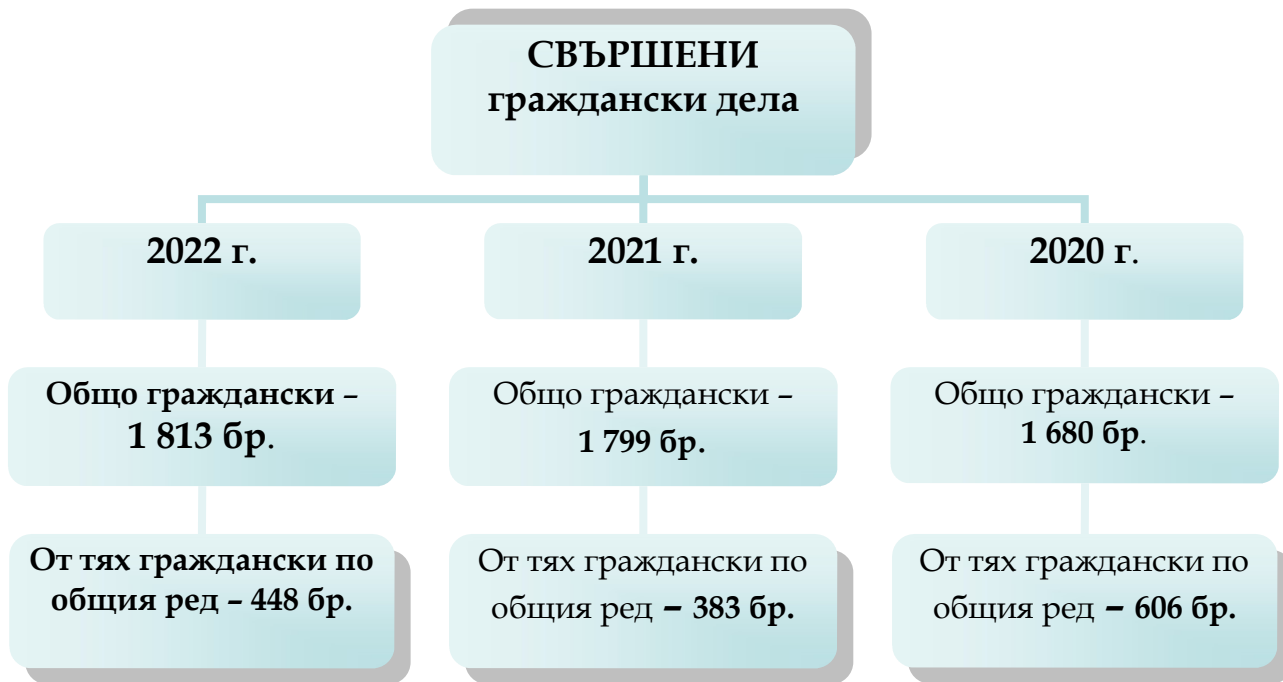 СВЪРШЕНИ
граждански дела
2022 г.
2021 г.
2020 г.
Общо граждански –
1 813 бр.
Общо граждански –
1 799 бр.
Общо граждански –
1 680 бр.
От тях граждански по
общия ред – 448 бр.
От тях граждански по
общия ред – 383 бр.
От тях граждански по
общия ред – 606 бр.